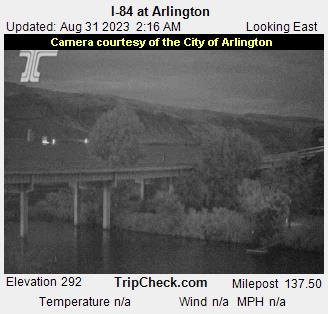 I-84 at Arlington
Updated: Aug 31 2023 2:16 AM Looking East
Camera courtesy of the City of Arlington
Elevation 292 TripCheck.com Milepost 137.50
Temperature n/a Wind n/a MPH n/a